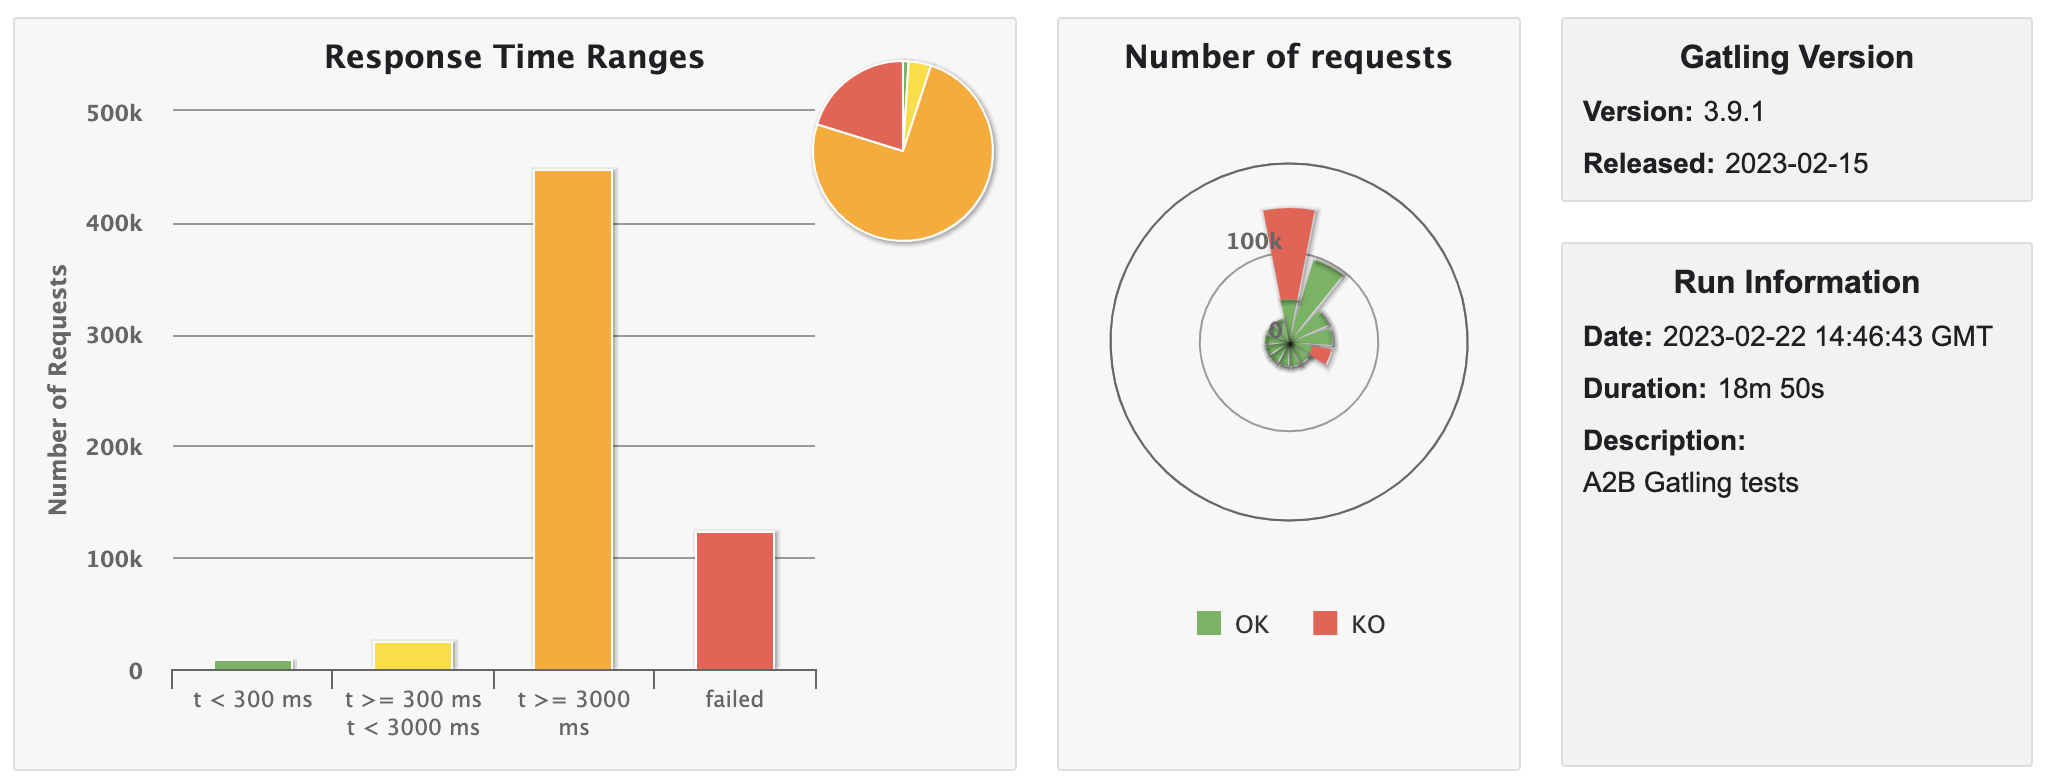 Response Time Ranges
Number of Requests
500k
400k
300k
200k
100k
0
t < 300 ms
t >= 300 ms
t < 3000 ms
t >= 3000
ms
failed
Number of requests
100k
0
OK
KO
Gatling Version
Version: 3.9.1
Released: 2023-02-15
Run Information
Date: 2023-02-22 14:46:43 GMT
Duration: 18m 50s
Description:
A2B Gatling tests